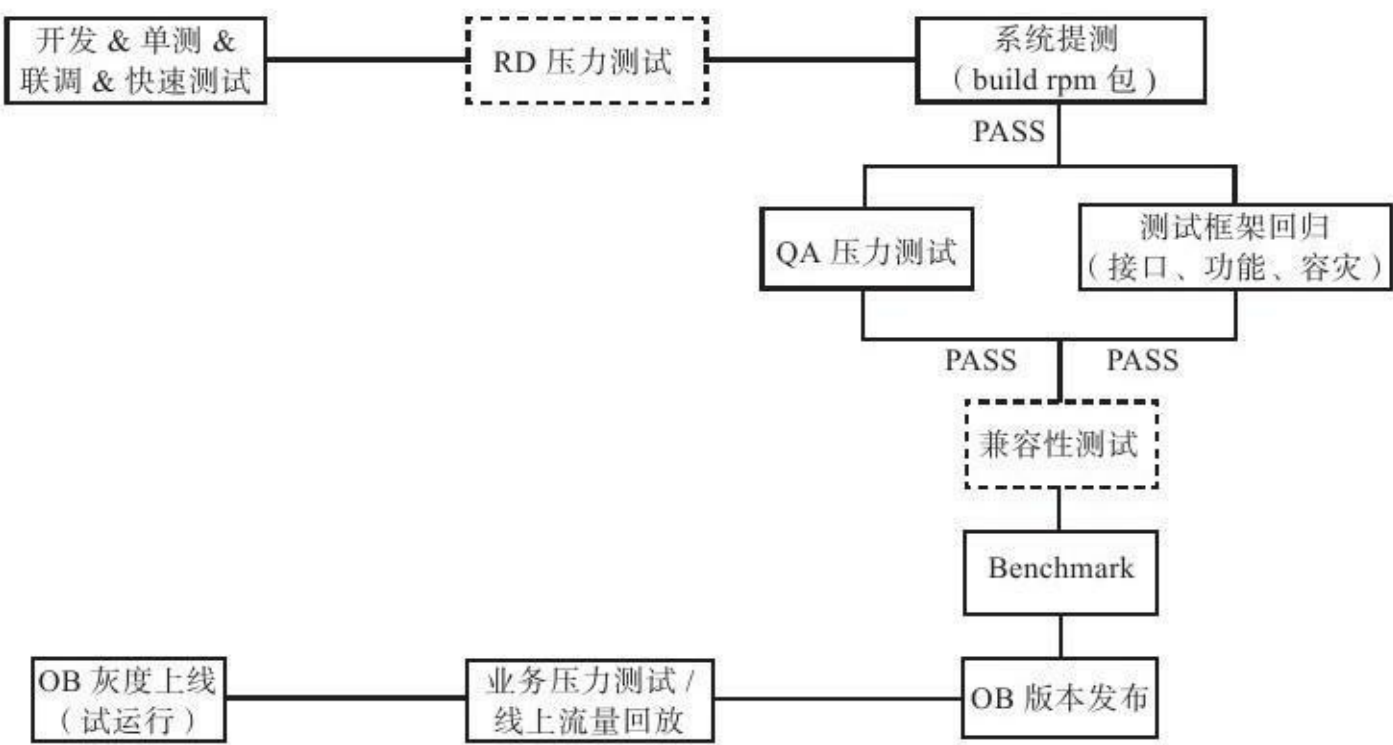 开发 & 单测 &
联调 & 快速测试
RD 压力测试
系统提测
（build rpm 包）
PASS
QA 压力测试
测试框架回归
（接口、功能、容灾）
PASS
PASS
兼容性测试
Benchmark
OB 版本发布
业务压力测试 /
线上流量回放
OB 灰度上线
（试运行）